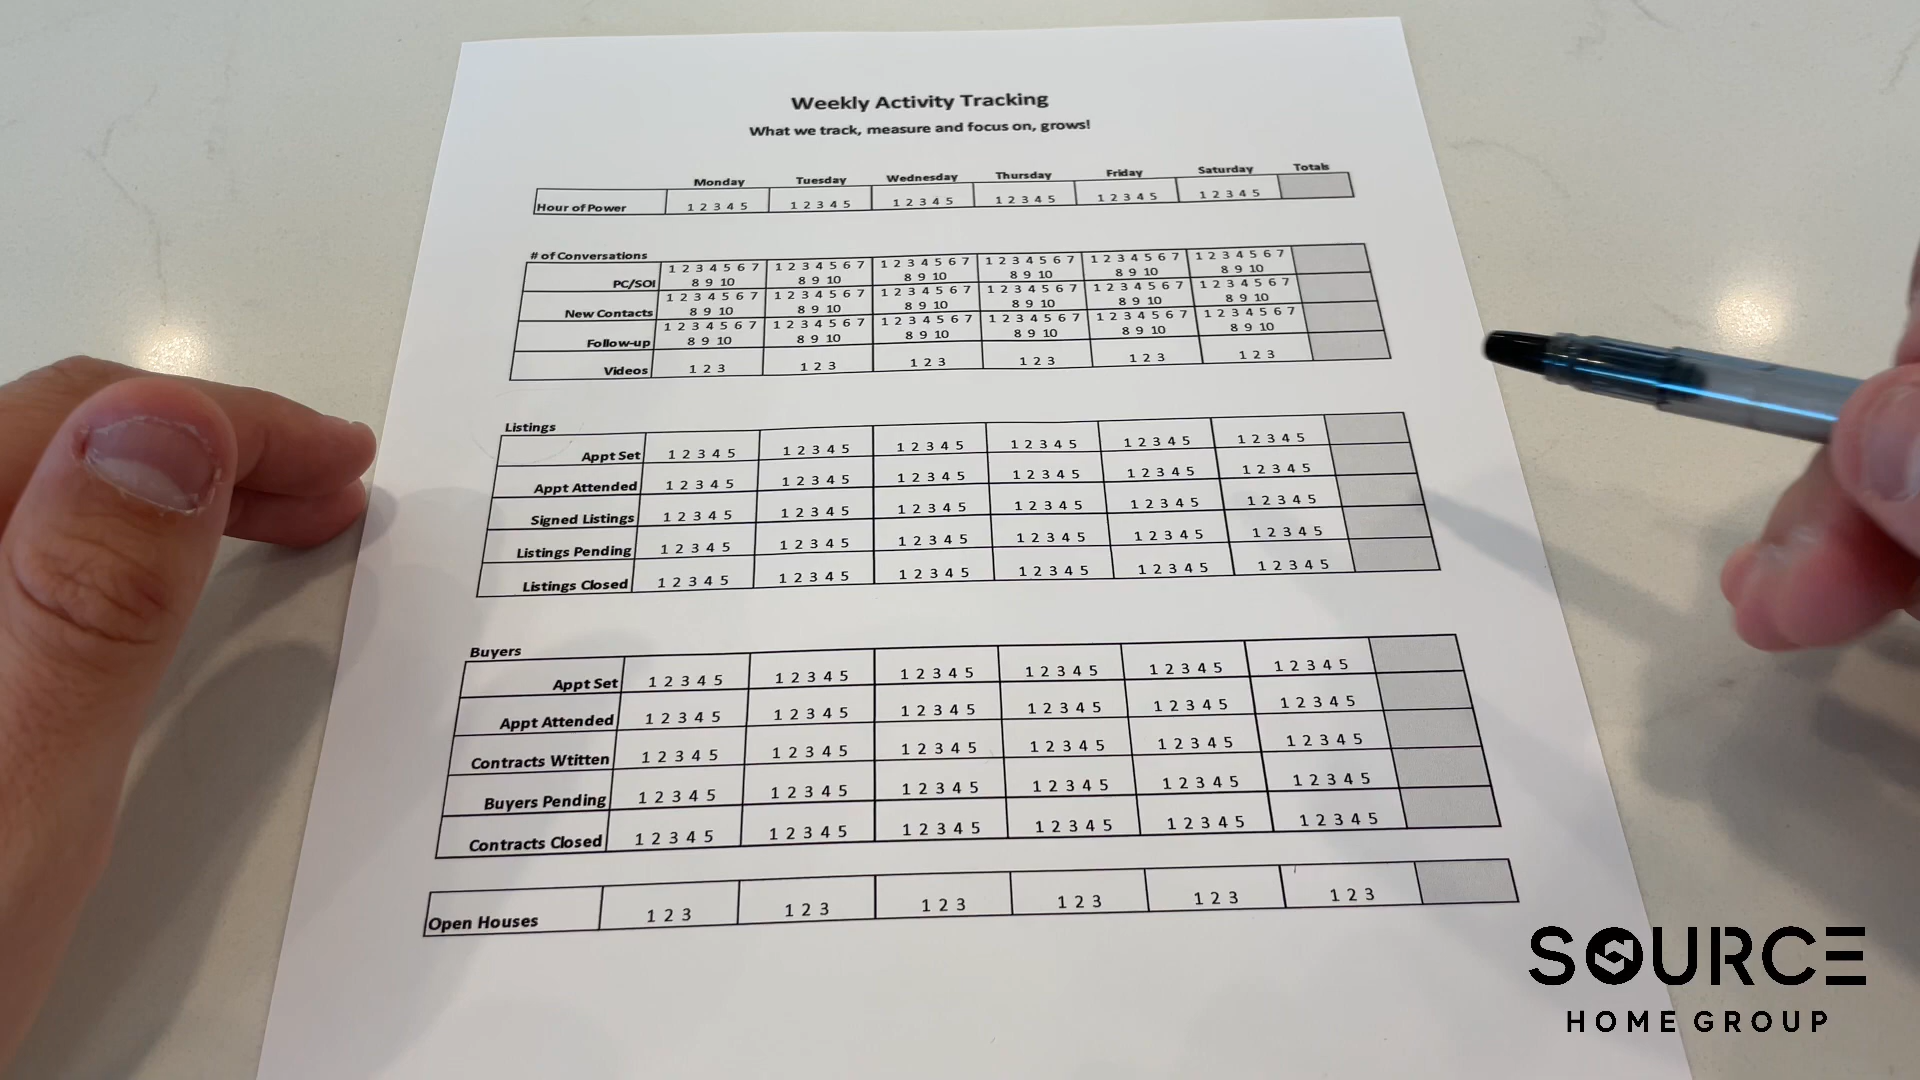 Weekly Activity Tracking
What we track, measure and focus on, grows!
Monday Tuesday Wednesday Thursday Friday Saturday Totals
Hour of Power 1 2 3 4 5 1 2 3 4 5 1 2 3 4 5 1 2 3 4 5 1 2 3 4 5 1 2 3 4 5
# of Conversations
1 2 3 4 5 6 7 1 2 3 4 5 6 7 1 2 3 4 5 6 7 1 2 3 4 5 6 7 1 2 3 4 5 6 7 1 2 3 4 5 6 7
PC/SOI 8 9 10 8 9 10 8 9 10 8 9 10 8 9 10 8 9 10
1 2 3 4 5 6 7 1 2 3 4 5 6 7 1 2 3 4 5 6 7 1 2 3 4 5 6 7 1 2 3 4 5 6 7 1 2 3 4 5 6 7
New Contacts 8 9 10 8 9 10 8 9 10 8 9 10 8 9 10 8 9 10
1 2 3 4 5 6 7 1 2 3 4 5 6 7 1 2 3 4 5 6 7 1 2 3 4 5 6 7 1 2 3 4 5 6 7 1 2 3 4 5 6 7
Follow-up 8 9 10 8 9 10 8 9 10 8 9 10 8 9 10 8 9 10
Videos 1 2 3 1 2 3 1 2 3 1 2 3 1 2 3 1 2 3
Listings
Appt Set 1 2 3 4 5 1 2 3 4 5 1 2 3 4 5 1 2 3 4 5 1 2 3 4 5 1 2 3 4 5
Appt Attended 1 2 3 4 5 1 2 3 4 5 1 2 3 4 5 1 2 3 4 5 1 2 3 4 5 1 2 3 4 5
Signed Listings 1 2 3 4 5 1 2 3 4 5 1 2 3 4 5 1 2 3 4 5 1 2 3 4 5 1 2 3 4 5
Listings Pending 1 2 3 4 5 1 2 3 4 5 1 2 3 4 5 1 2 3 4 5 1 2 3 4 5 1 2 3 4 5
Listings Closed 1 2 3 4 5 1 2 3 4 5 1 2 3 4 5 1 2 3 4 5 1 2 3 4 5 1 2 3 4 5
Buyers
Appt Set 1 2 3 4 5 1 2 3 4 5 1 2 3 4 5 1 2 3 4 5 1 2 3 4 5 1 2 3 4 5
Appt Attended 1 2 3 4 5 1 2 3 4 5 1 2 3 4 5 1 2 3 4 5 1 2 3 4 5 1 2 3 4 5
Contracts Wtitten 1 2 3 4 5 1 2 3 4 5 1 2 3 4 5 1 2 3 4 5 1 2 3 4 5 1 2 3 4 5
Buyers Pending 1 2 3 4 5 1 2 3 4 5 1 2 3 4 5 1 2 3 4 5 1 2 3 4 5 1 2 3 4 5
Contracts Closed 1 2 3 4 5 1 2 3 4 5 1 2 3 4 5 1 2 3 4 5 1 2 3 4 5 1 2 3 4 5
Open Houses 1 2 3 1 2 3 1 2 3 1 2 3 1 2 3 1 2 3
SOURCE
HOME GROUP